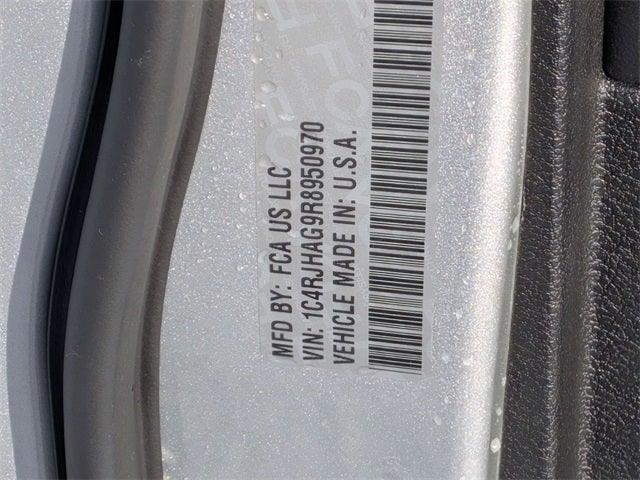 MFD BY: FCA US LLC
VIN: 1C4RJHAG9R8950970
VEHICLE MADE IN: U.S.A.